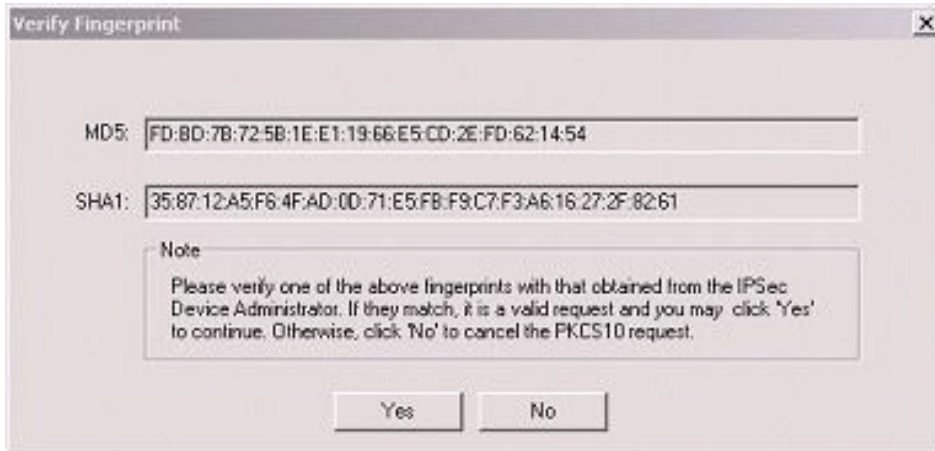 Verify Fingerprint
MD5: FD:BD:7B:72:5B:1E:E1:19:66:E5:CD:2E:FD:62:14:54
SHA1: 35:87:12:A5:F6:4F:AD:0D:71:E5:FB:F9:C7:F3:A6:16:27:2F:82:61
Note
Please verify one of the above fingerprints with that obtained from the IPSec
Device Administrator. If they match, it is a valid request and you may click 'Yes'
to continue. Otherwise, click 'No' to cancel the PKCS10 request.
Yes No